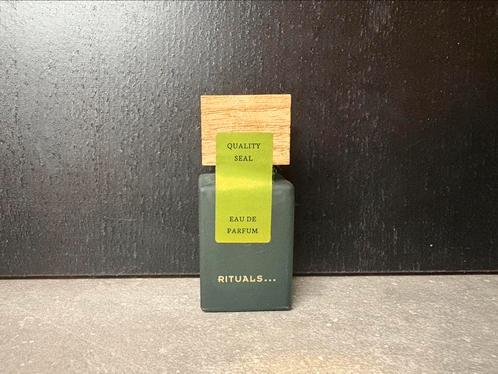 QUALITY
SEAL
EAU DE
PARFUM
RITUALS...